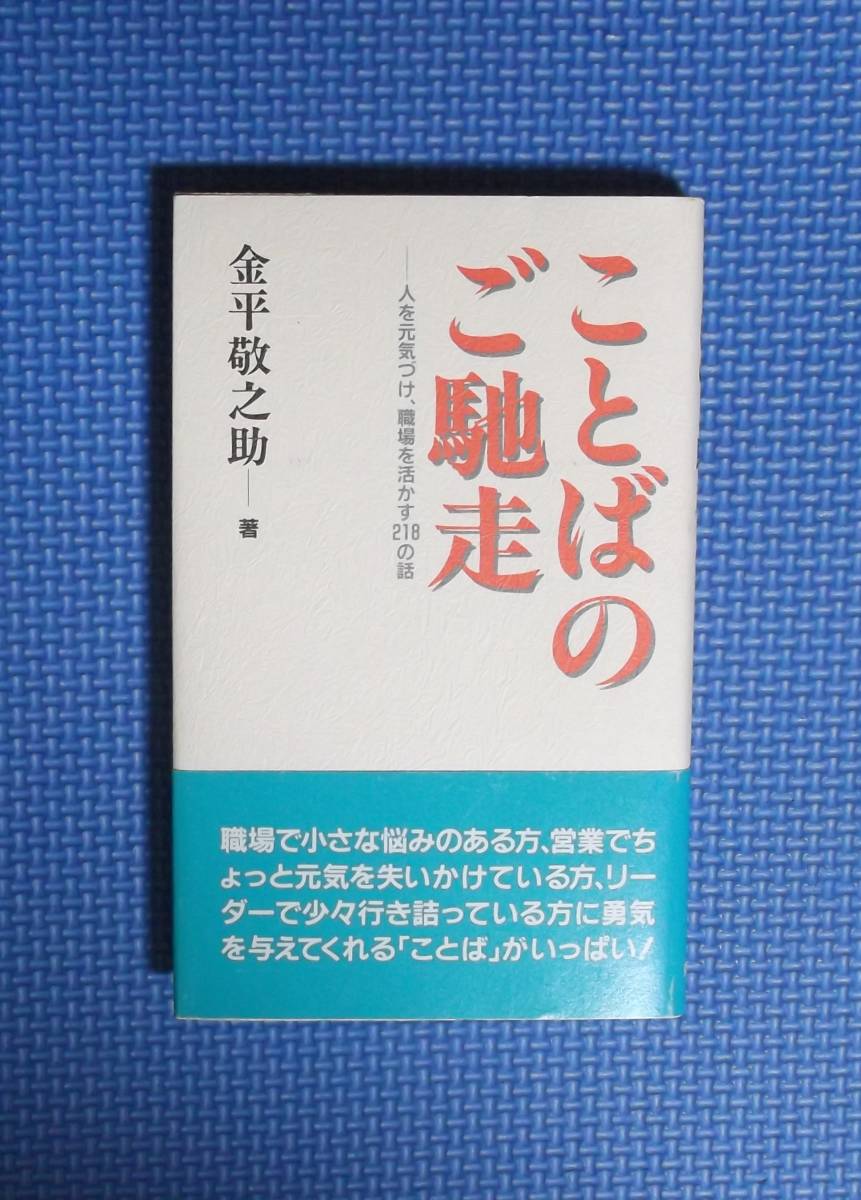 ことばの
ご馳走
──人を元気づけ、職場を活かす218の話
金平敬之助──著
職場で小さな悩みのある方、営業でち
ょっと元気を失いかけている方、リー
ダーで少々行き詰っている方に勇気
を与えてくれる「ことば」がいっぱい!